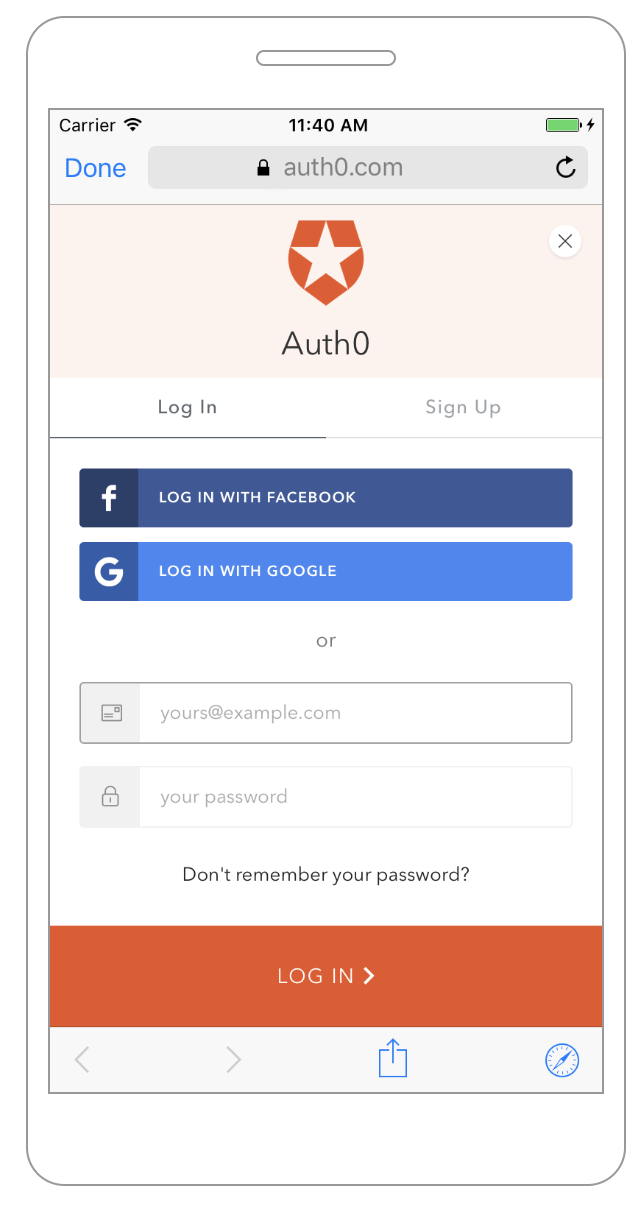 Carrier 11:40 AM
Done auth0.com
Auth0
Log In Sign Up
LOG IN WITH FACEBOOK
LOG IN WITH GOOGLE
or
yours@example.com
your password
Don't remember your password?
LOG IN